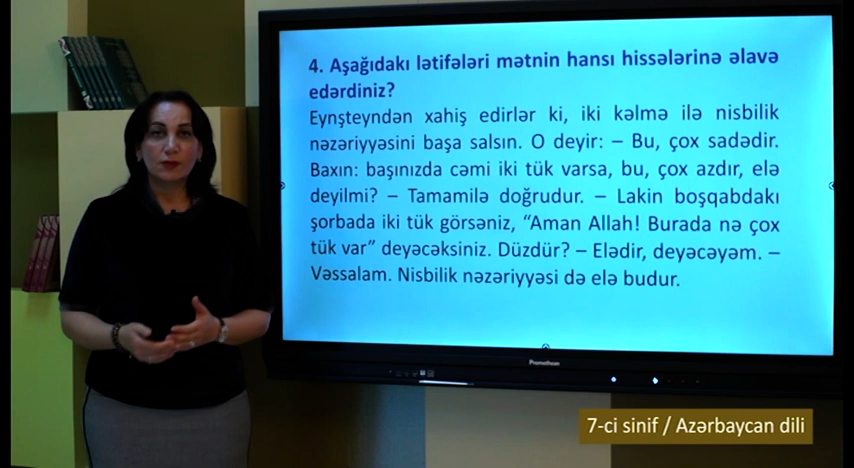 4. Aşağıdakı lətifələri mətnin hansı hissələrinə əlavə
edərdiniz?
Eynşteyndən xahiş edirlər ki, iki kəlmə ilə nisbilik
nəzəriyyəsini başa salsın. O deyir: – Bu, çox sadədir.
Baxın: başınızda cəmi iki tük varsa, bu, çox azdır, elə
deyilmi? – Tamamilə doğrudur. – Lakin boşqabdakı
şorbada iki tük görsəniz, “Aman Allah! Burada nə çox
tük var” deyəcəksiniz. Düzdür? – Elədir, deyəcəyəm. –
Vəssalam. Nisbilik nəzəriyyəsi də elə budur.
Promethean
7-ci sinif / Azərbaycan dili